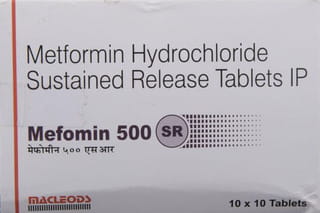 Metformin Hydrochloride
Sustained Release Tablets IP
Mefomin 500 SR
मेफोमीन ५०० एस आर
MACLEODS
10 x 10 Tablets